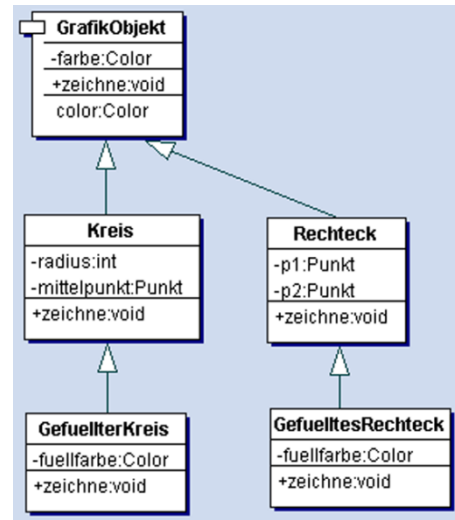 GrafikObjekt
-farbe:Color
+zeichne:void
color:Color
Kreis
-radius:int
-mittelpunkt:Punkt
+zeichne:void
Rechteck
-p1:Punkt
-p2:Punkt
+zeichne:void
GefuellterKreis
-fuellfarbe:Color
+zeichne:void
GefuelltesRechteck
-fuellfarbe:Color
+zeichne:void